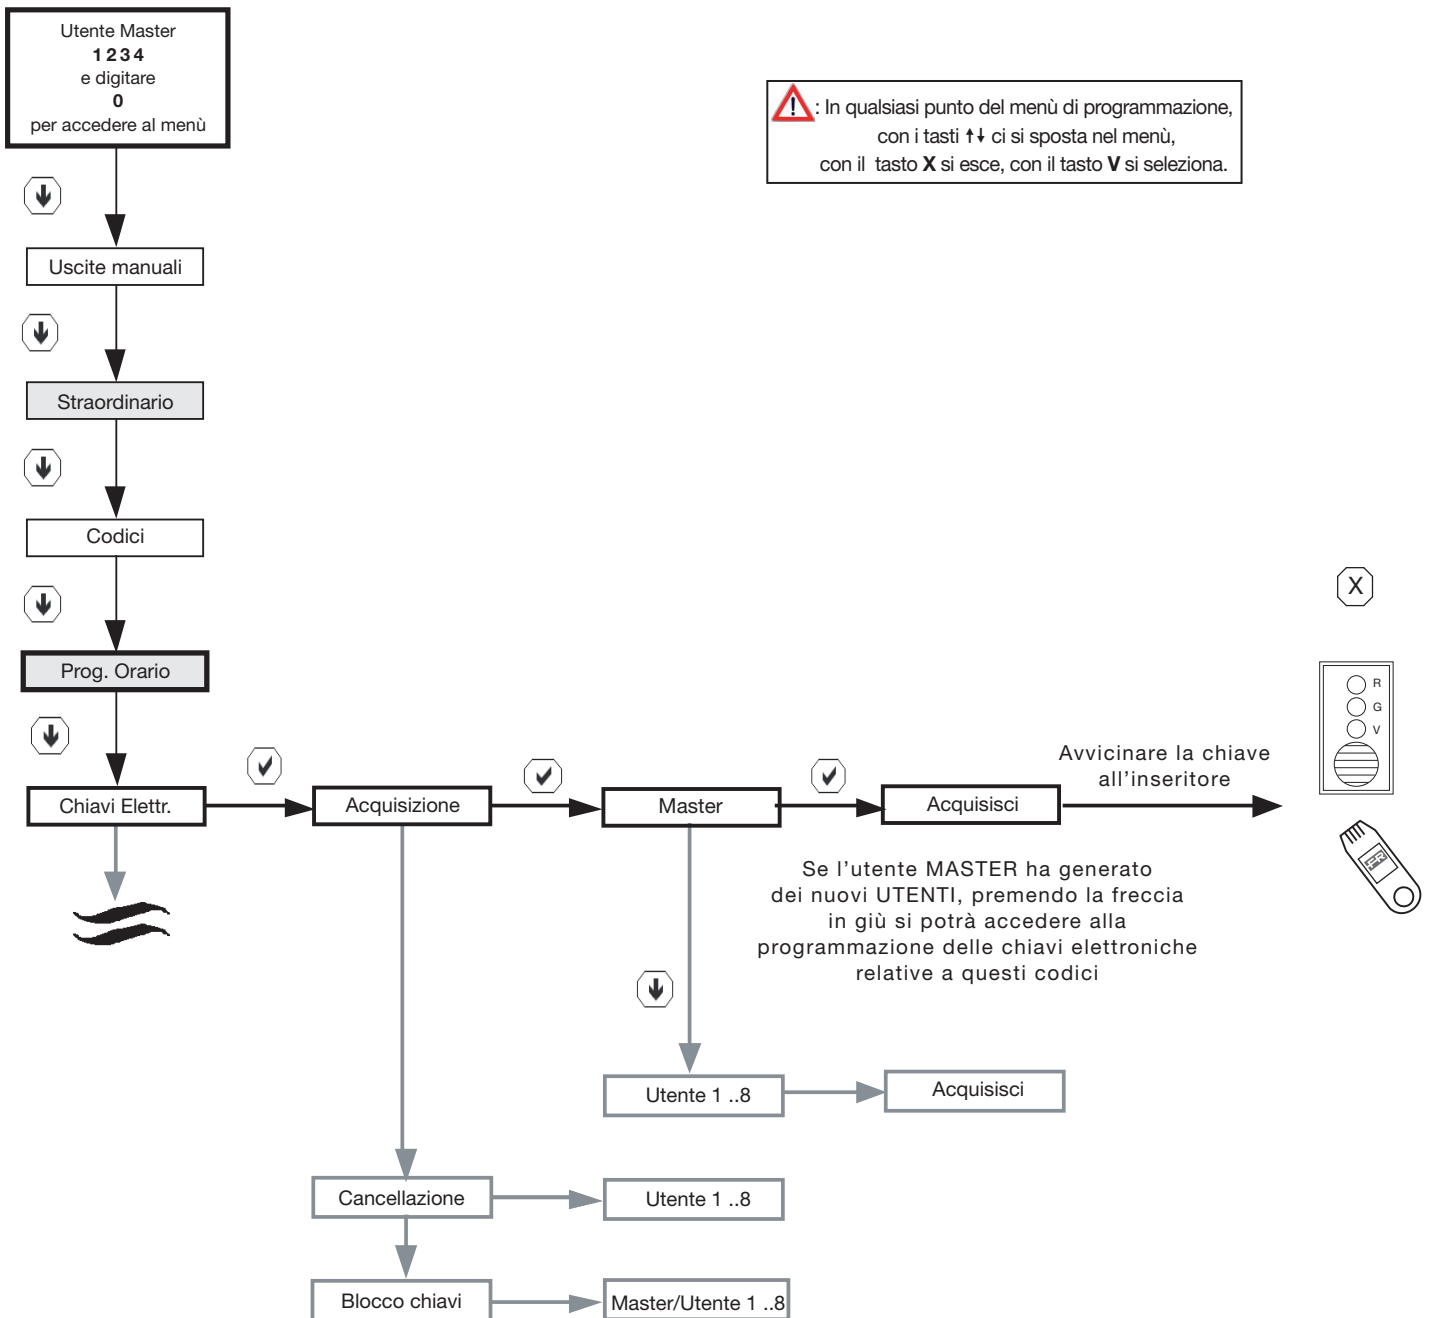 Utente Master
1 2 3 4
e digitare
0
per accedere al menù
: In qualsiasi punto del menù di programmazione,
con i tasti ↑↓ ci si sposta nel menù,
con il tasto X si esce, con il tasto V si seleziona.
Uscite manuali
Straordinario
Codici
Prog. Orario
X
R
G
V
Chiavi Elettr.
Acquisizione
Master
Acquisisci
Avvicinare la chiave
all'inseritore
Se l'utente MASTER ha generato
dei nuovi UTENTI, premendo la freccia
in giù si potrà accedere alla
programmazione delle chiavi elettroniche
relative a questi codici
Utente 1 ..8
Acquisisci
Cancellazione
Utente 1 ..8
Blocco chiavi
Master/Utente 1 ..8